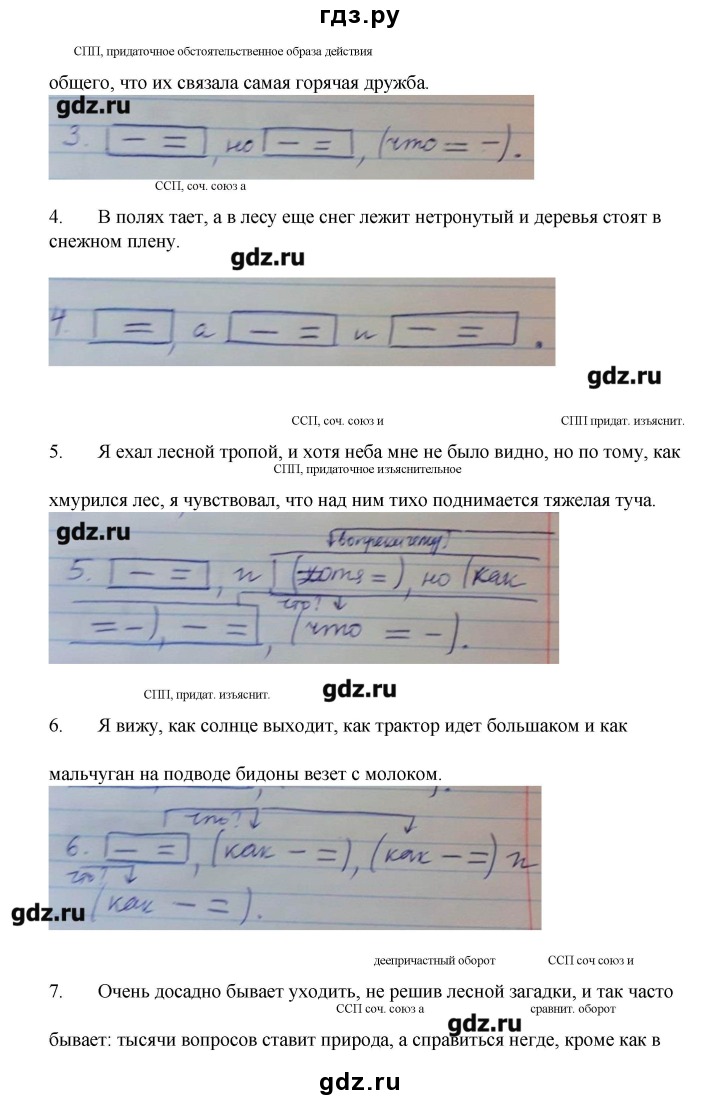 гдз.ру
СПП, придаточное обстоятельственное образа действия
общего, что их связала самая горячая дружба.
gdz.ru
3. [– =], но [– =], (что = –).
ССП, соч. союз а
4. В полях тает, а в лесу еще снег лежит нетронутый и деревья стоят в
снежном плену.
gdz.ru
4. [=], а [– =] и [– =].
gdz.ru
ССП, соч. союз и СПП придат. изъяснит.
5. Я ехал лесной тропой, и хотя неба мне не было видно, но по тому, как
СПП, придаточное изъяснительное
хмурился лес, я чувствовал, что над ним тихо поднимается тяжелая туча.
gdz.ru
вопреки чему?
5. [– =], и [(хотя =), но (как
что?
= –), – =], (что = –).
СПП, придат. изъяснит.
gdz.ru
6. Я вижу, как солнце выходит, как трактор идет большаком и как
мальчуган на подводе бидоны везет с молоком.
что?
6. [– =], (как – =), (как – =) и
что?
(как – =).
gdz.ru
деепричастный оборот ССП соч союз и
7. Очень досадно бывает уходить, не решив лесной загадки, и так часто
ССП соч. союз а сравнит. оборот
бывает: тысячи вопросов ставит природа, а справиться негде, кроме как в
gdz.ru
gdz.ru